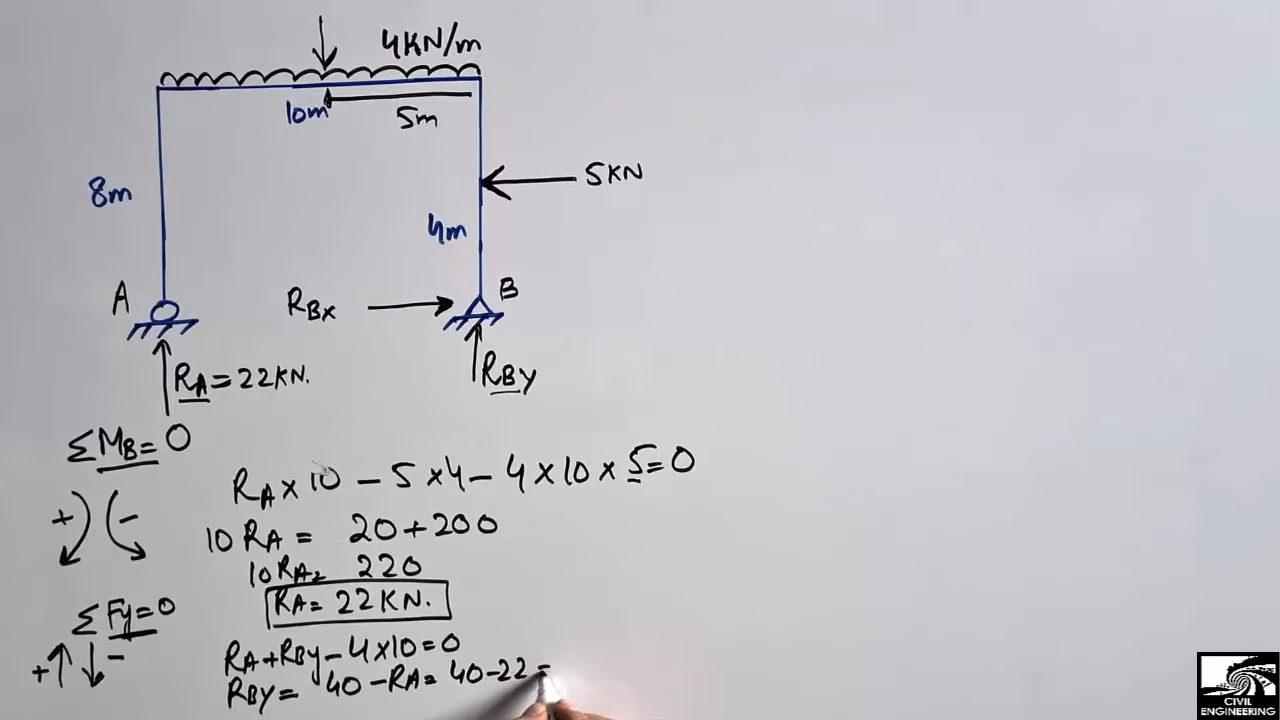 4KN/m
10m
5m
5KN
8m
4m
A
RBx
B
RA = 22KN.
RBy
ΣMB = 0
RA × 10 - 5 × 4 - 4 × 10 × 5 = 0
+ -
10 RA = 20 + 200
10 RA = 220
RA = 22 KN.
ΣFy = 0
+ -
RA + RBy - 4 × 10 = 0
RBy = 40 - RA = 40 - 22 =
CIVIL
ENGINEERING